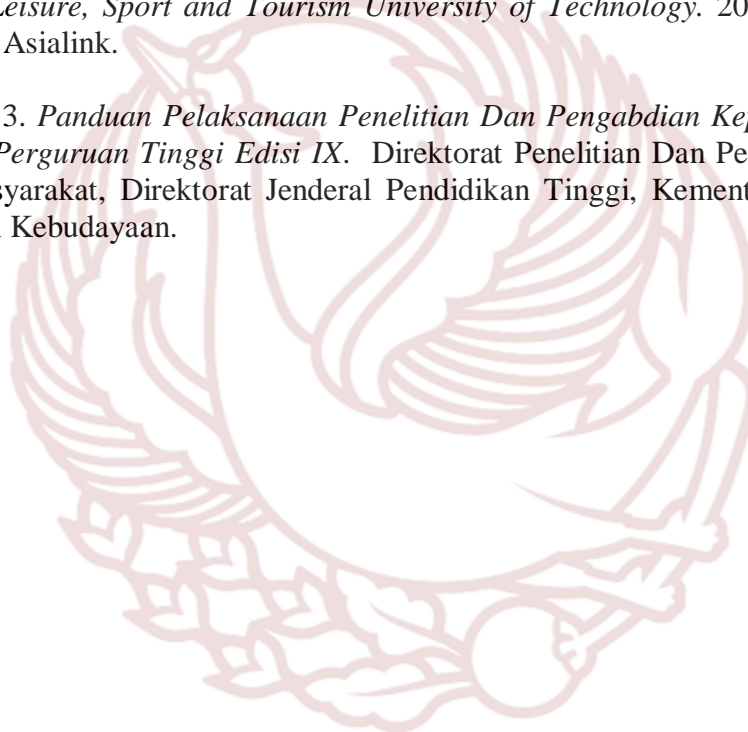 Leisure, Sport and Tourism University of Technology. 20
Asialink.
3. Panduan Pelaksanaan Penelitian Dan Pengabdian Kep
Perguruan Tinggi Edisi IX. Direktorat Penelitian Dan Pe
syarakat, Direktorat Jenderal Pendidikan Tinggi, Kement
Kebudayaan.